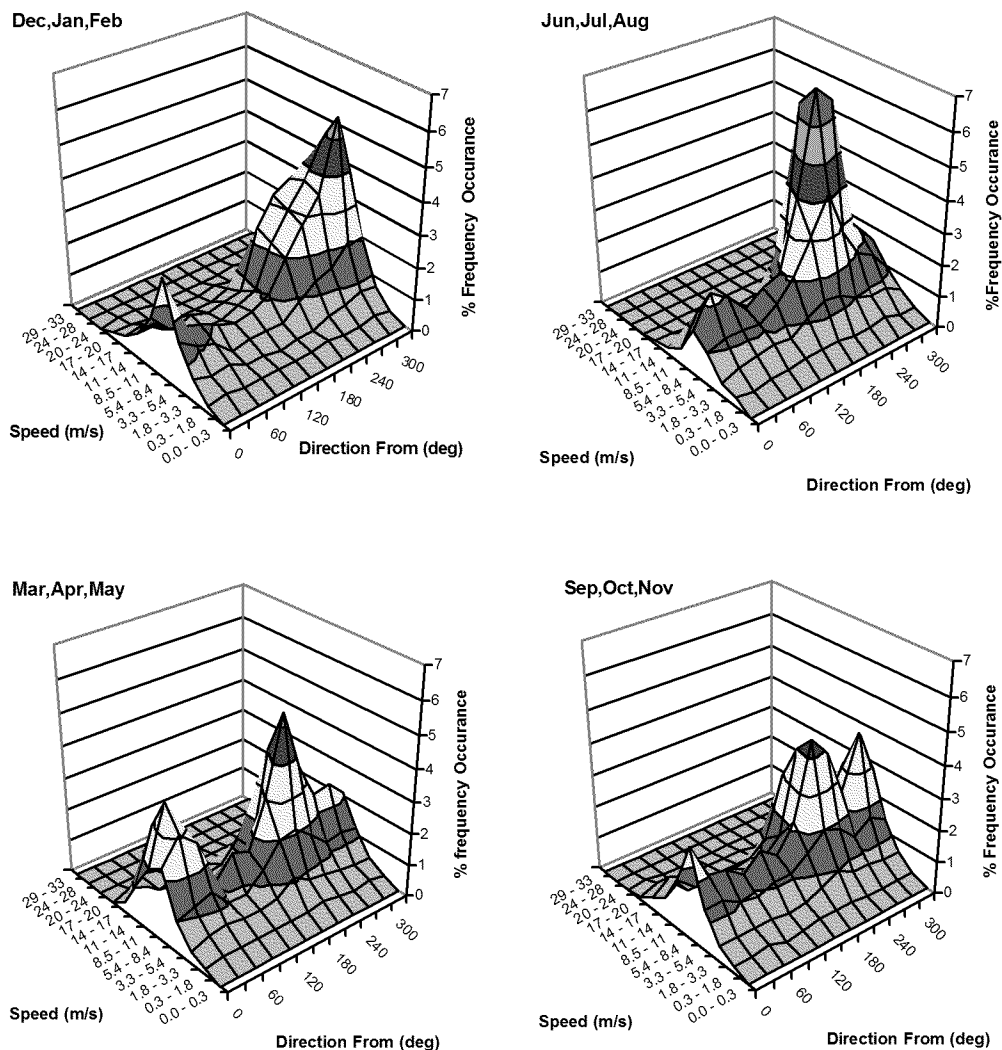 Dec,Jan,Feb
7
6
5
4
3
2
1
0
% Frequency Occurance
29 - 33
24 - 28
20 - 24
17 - 20
14 - 17
11 - 14
8.5 - 11
5.4 - 8.4
3.3 - 5.4
1.8 - 3.3
0.3 - 1.8
0.0 - 0.3
Speed (m/s)
0
60
120
180
240
300
Direction From (deg)
Jun,Jul,Aug
7
6
5
4
3
2
1
0
%Frequency Occurance
29 - 33
24 - 28
20 - 24
17 - 20
14 - 17
11 - 14
8.5 - 11
5.4 - 8.4
3.3 - 5.4
1.8 - 3.3
0.3 - 1.8
0.0 - 0.3
Speed (m/s)
0
60
120
180
240
300
Direction From (deg)
Mar,Apr,May
7
6
5
4
3
2
1
0
% frequency Occurance
29 - 33
24 - 28
20 - 24
17 - 20
14 - 17
11 - 14
8.5 - 11
5.4 - 8.4
3.3 - 5.4
1.8 - 3.3
0.3 - 1.8
0.0 - 0.3
Speed (m/s)
0
60
120
180
240
300
Direction From (deg)
Sep,Oct,Nov
7
6
5
4
3
2
1
0
% Frequency Occurance
29 - 33
24 - 28
20 - 24
17 - 20
14 - 17
11 - 14
8.5 - 11
5.4 - 8.4
3.3 - 5.4
1.8 - 3.3
0.3 - 1.8
0.0 - 0.3
Speed (m/s)
0
60
120
180
240
300
Direction From (deg)